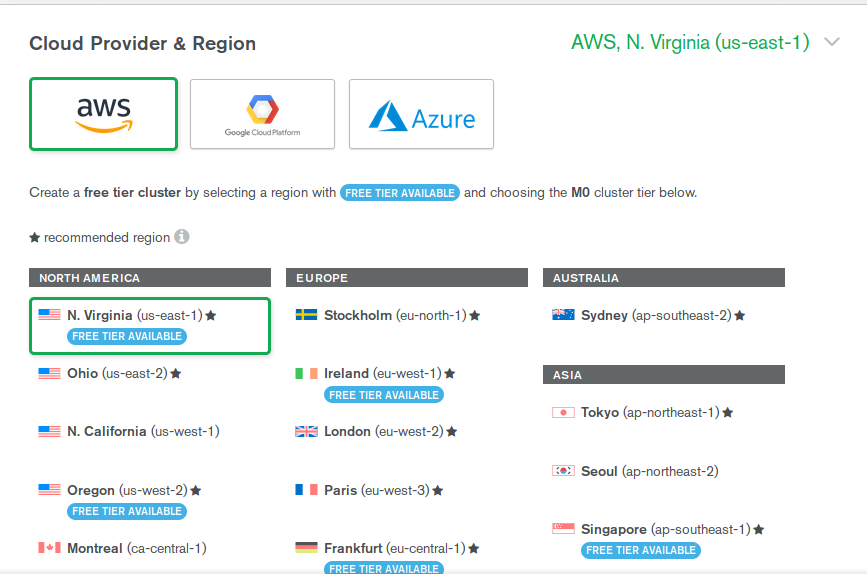 Cloud Provider & Region
AWS, N. Virginia (us-east-1)
aws
Google Cloud Platform
Azure
Create a free tier cluster by selecting a region with FREE TIER AVAILABLE and choosing the M0 cluster tier below.
★ recommended region i
NORTH AMERICA
N. Virginia (us-east-1) ★
FREE TIER AVAILABLE
Ohio (us-east-2) ★
N. California (us-west-1)
Oregon (us-west-2) ★
FREE TIER AVAILABLE
Montreal (ca-central-1)
EUROPE
Stockholm (eu-north-1) ★
Ireland (eu-west-1) ★
FREE TIER AVAILABLE
London (eu-west-2) ★
Paris (eu-west-3) ★
Frankfurt (eu-central-1) ★
FREE TIER AVAILABLE
AUSTRALIA
Sydney (ap-southeast-2) ★
ASIA
Tokyo (ap-northeast-1) ★
Seoul (ap-northeast-2)
Singapore (ap-southeast-1) ★
FREE TIER AVAILABLE